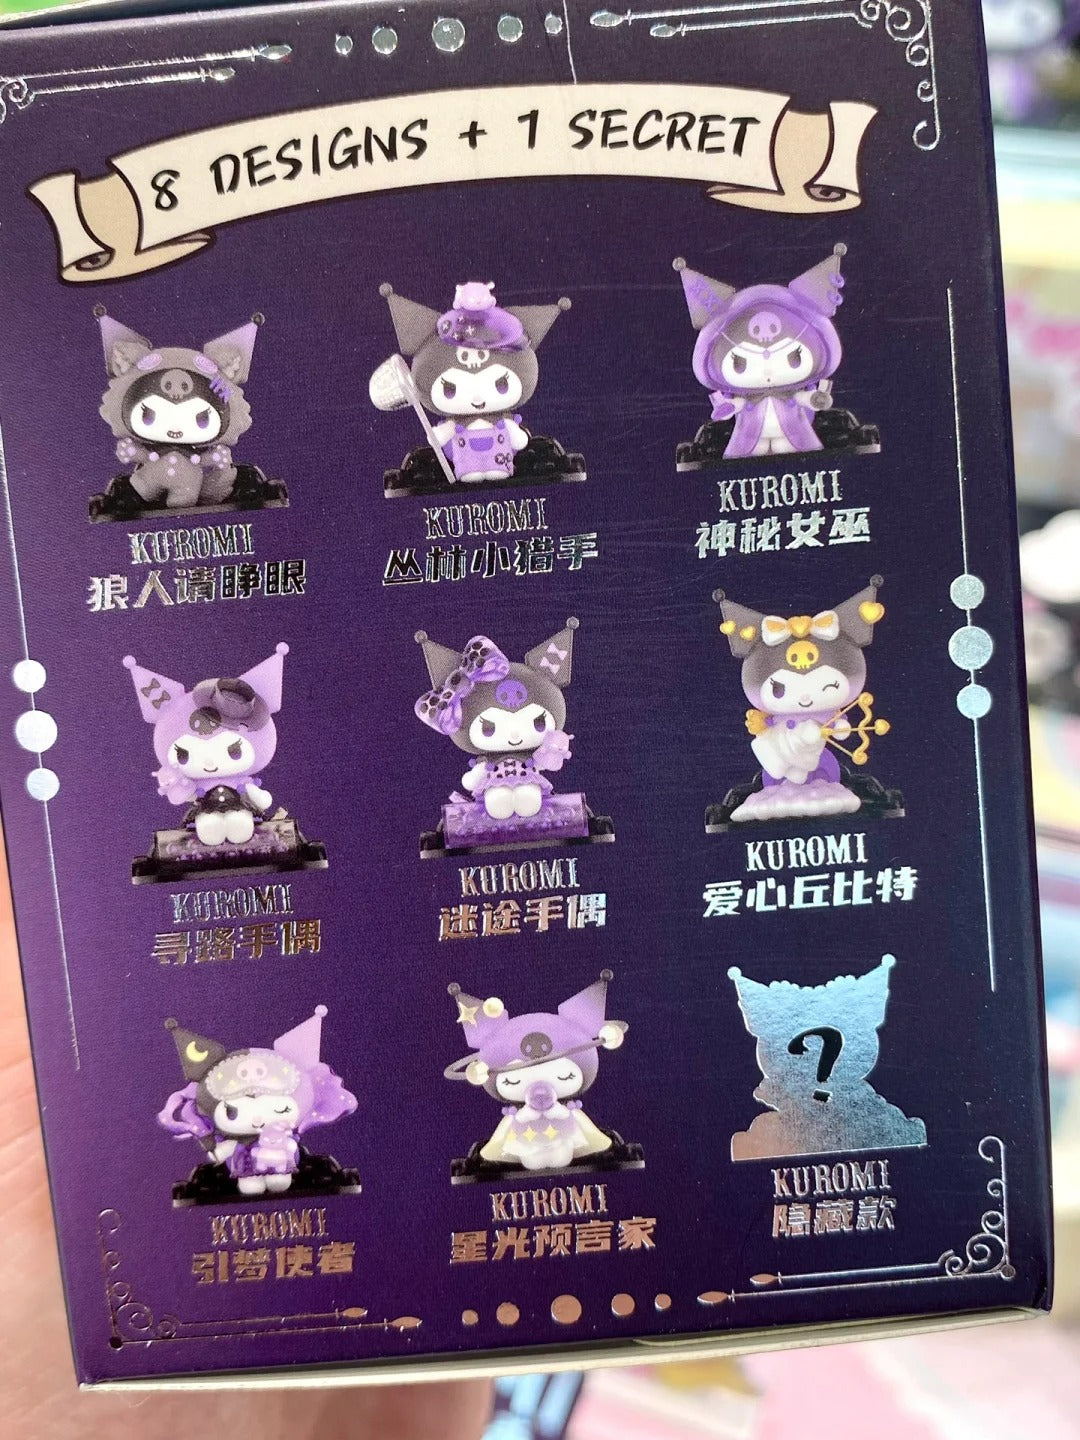 8 DESIGNS + 1 SECRET
KUROMI
狼人请睁眼
KUROMI
丛林小猎手
KUROMI
神秘女巫
KUROMI
寻路手偶
KUROMI
迷途手偶
KUROMI
爱心丘比特
KUROMI
引梦使者
KUROMI
星光预言家
?
KUROMI
隐藏款